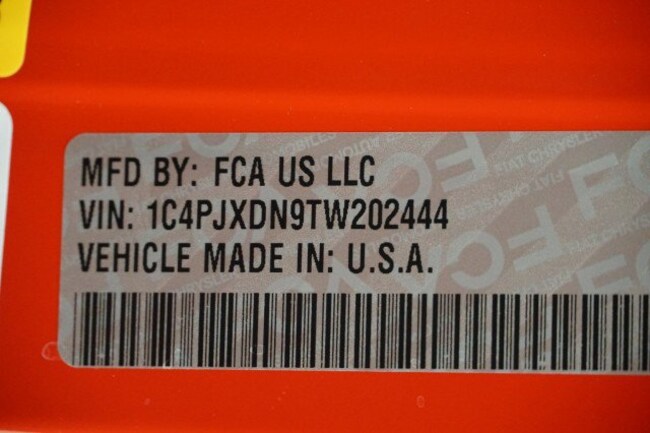 MFD BY: FCA US LLC
VIN: 1C4PJXDN9TW202444
VEHICLE MADE IN: U.S.A.